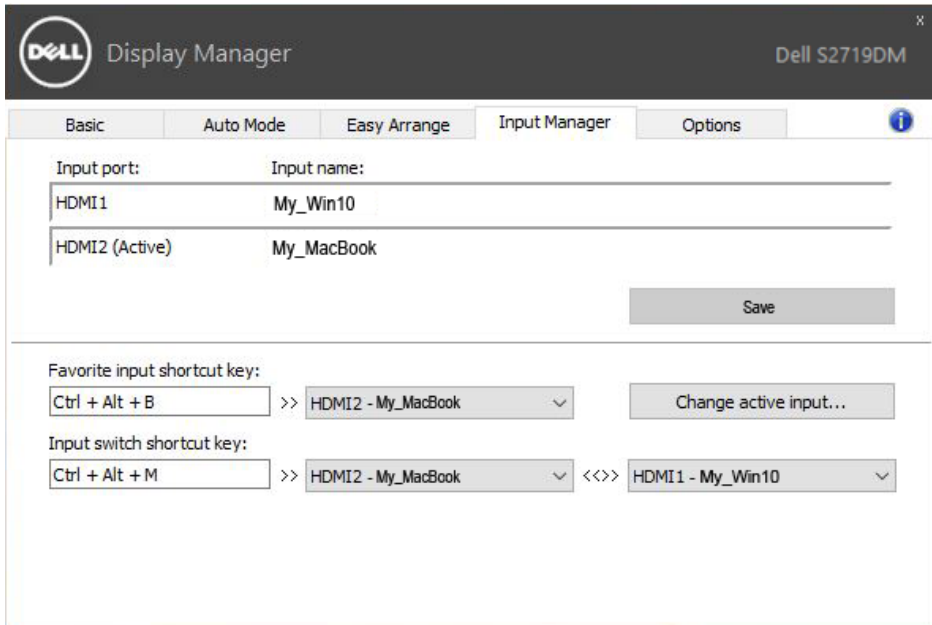 x
DELL Display Manager Dell S2719DM
Basic Auto Mode Easy Arrange Input Manager Options i
Input port: Input name:
HDMI1 My_Win10
HDMI2 (Active) My_MacBook
Save
Favorite input shortcut key:
Ctrl + Alt + B >> HDMI2 - My_MacBook Change active input...
Input switch shortcut key:
Ctrl + Alt + M >> HDMI2 - My_MacBook <<>> HDMI1 - My_Win10